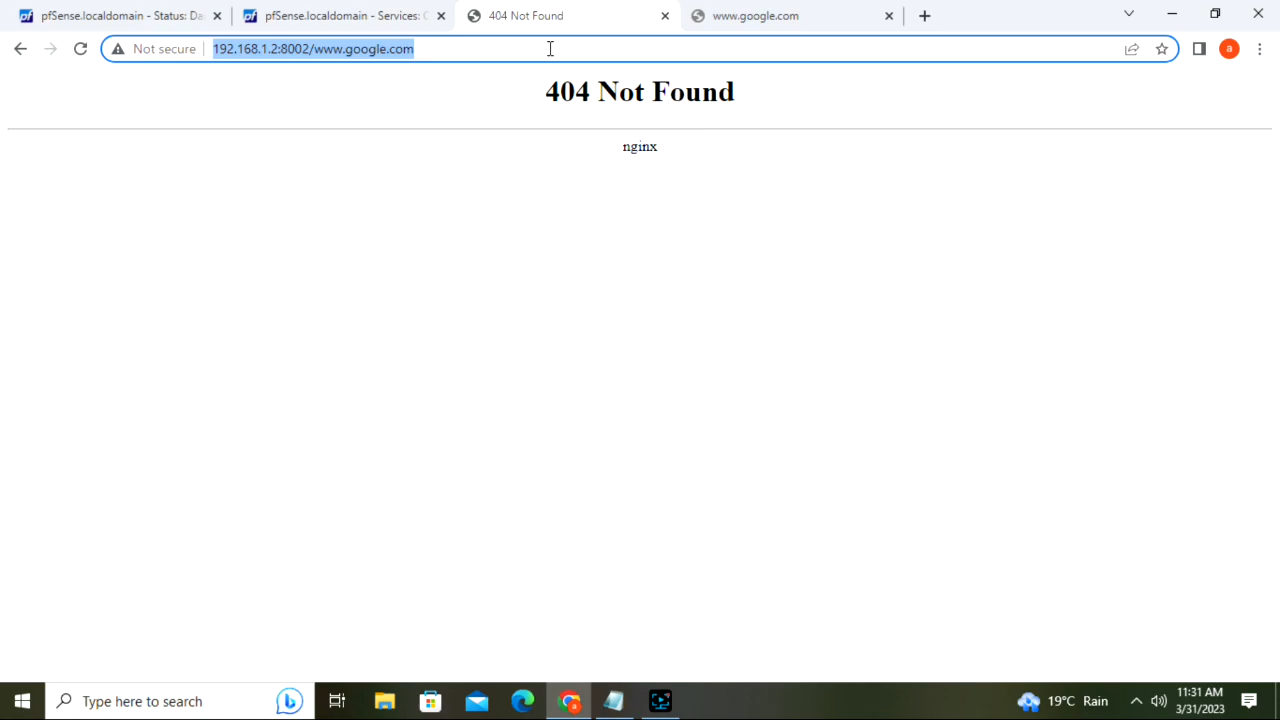 pfSense.localdomain - Status: Da
pfSense.localdomain - Services: C
404 Not Found
www.google.com
Not secure
192.168.1.2:8002/www.google.com
a
404 Not Found
nginx
Type here to search
19°C Rain
11:31 AM
3/31/2023